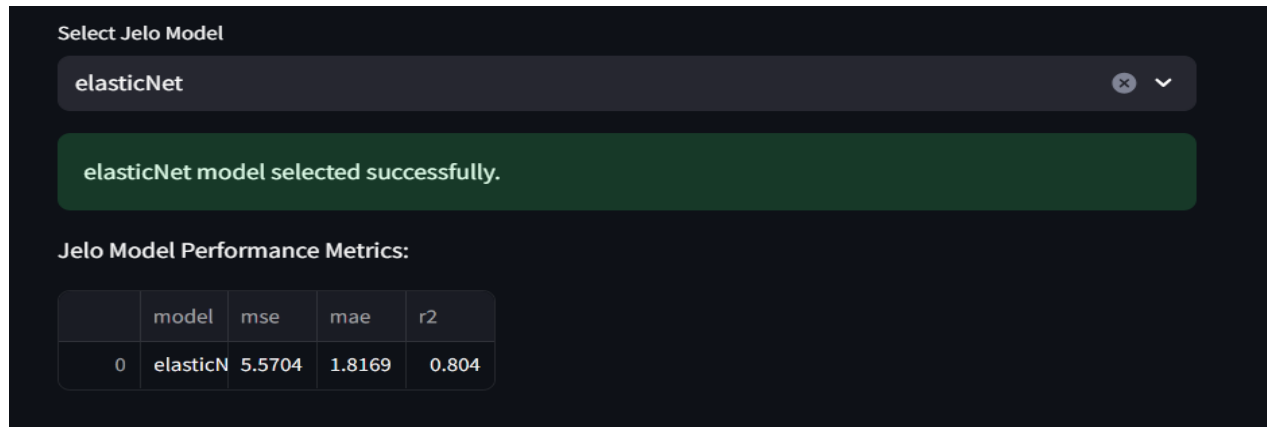 Select Jelo Model
elasticNet
elasticNet model selected successfully.
Jelo Model Performance Metrics:
model mse mae r2
0 elasticN 5.5704 1.8169 0.804